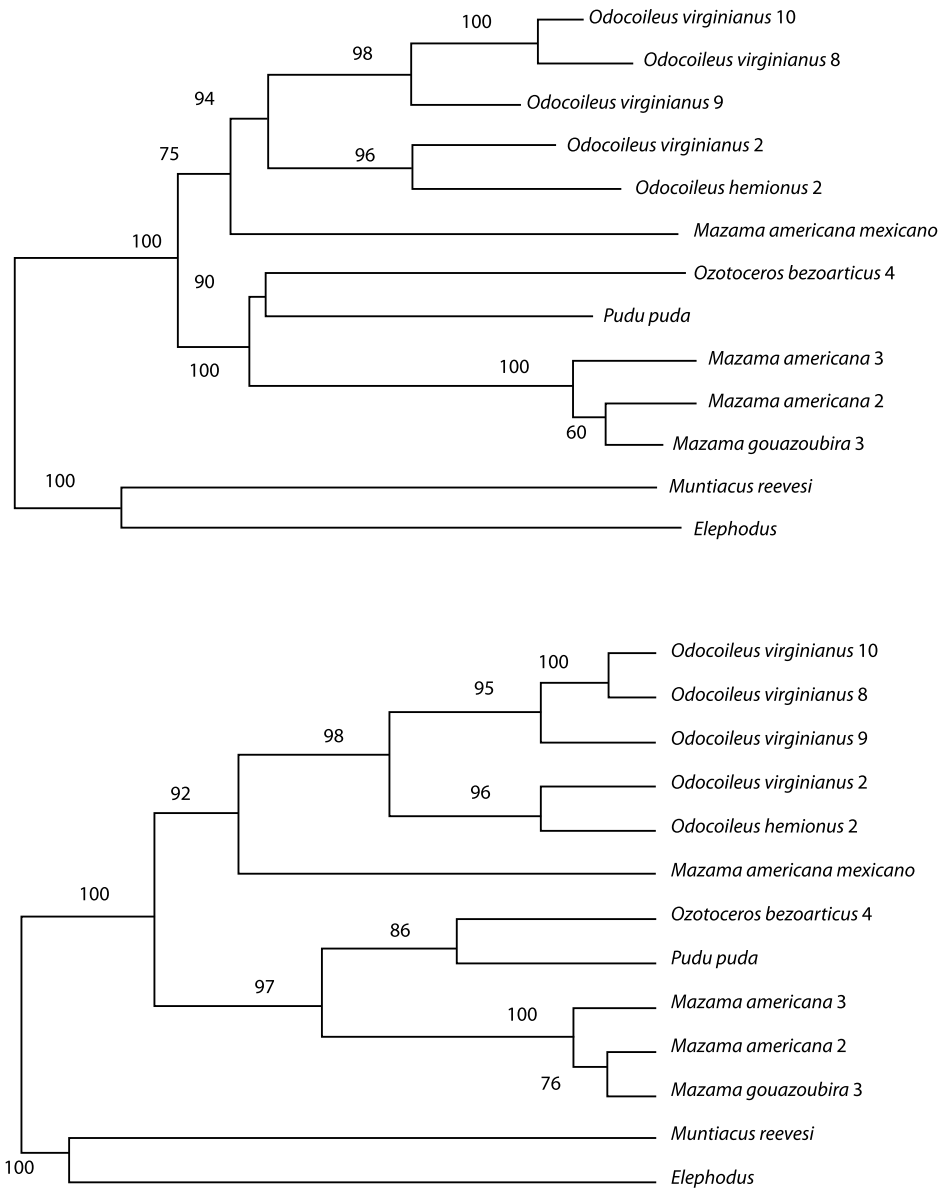 100
Odocoileus virginianus 10
98
Odocoileus virginianus 8
94
Odocoileus virginianus 9
75
96
Odocoileus virginianus 2
Odocoileus hemionus 2
100
Mazama americana mexicano
90
Ozotoceros bezoarticus 4
Pudu puda
100
100
Mazama americana 3
Mazama americana 2
60
Mazama gouazoubira 3
100
Muntiacus reevesi
Elephodus
Odocoileus virginianus 10
100
95
Odocoileus virginianus 8
98
Odocoileus virginianus 9
92
96
Odocoileus virginianus 2
Odocoileus hemionus 2
Mazama americana mexicano
100
86
Ozotoceros bezoarticus 4
Pudu puda
97
100
Mazama americana 3
Mazama americana 2
76
Mazama gouazoubira 3
Muntiacus reevesi
100
Elephodus